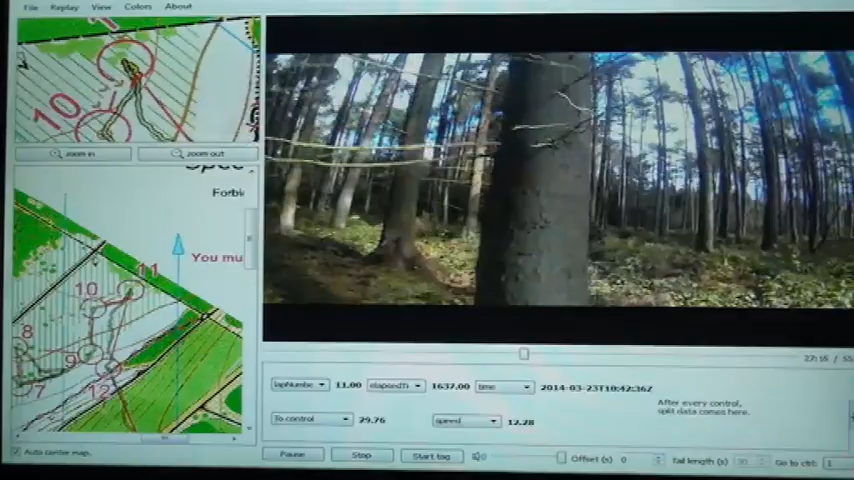 File Replay View Colors About
10
zoom in zoom out
Forbi
You mu
11
10
8
9
7
12
27:16 / 55
lapNumbe 11.00 elapsedTi 1637.00 time 2014-03-23T10:42:36Z
After every control,
split data comes here.
To control 29.76 speed 12.28
Auto center map.
Pause Stop Start tag Offset (s) 0 Tail length (s) 30 Go to ctrl: 1